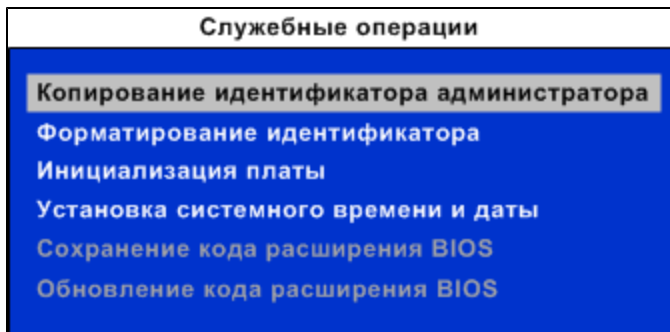 Служебные операции
Копирование идентификатора администратора
Форматирование идентификатора
Инициализация платы
Установка системного времени и даты
Сохранение кода расширения BIOS
Обновление кода расширения BIOS